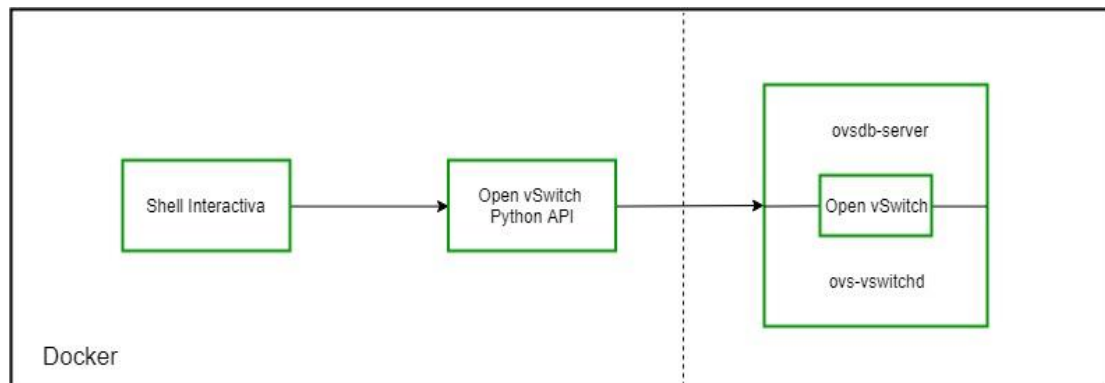 Shell Interactiva
Open vSwitch
Python API
ovsdb-server
Open vSwitch
ovs-vswitchd
Docker